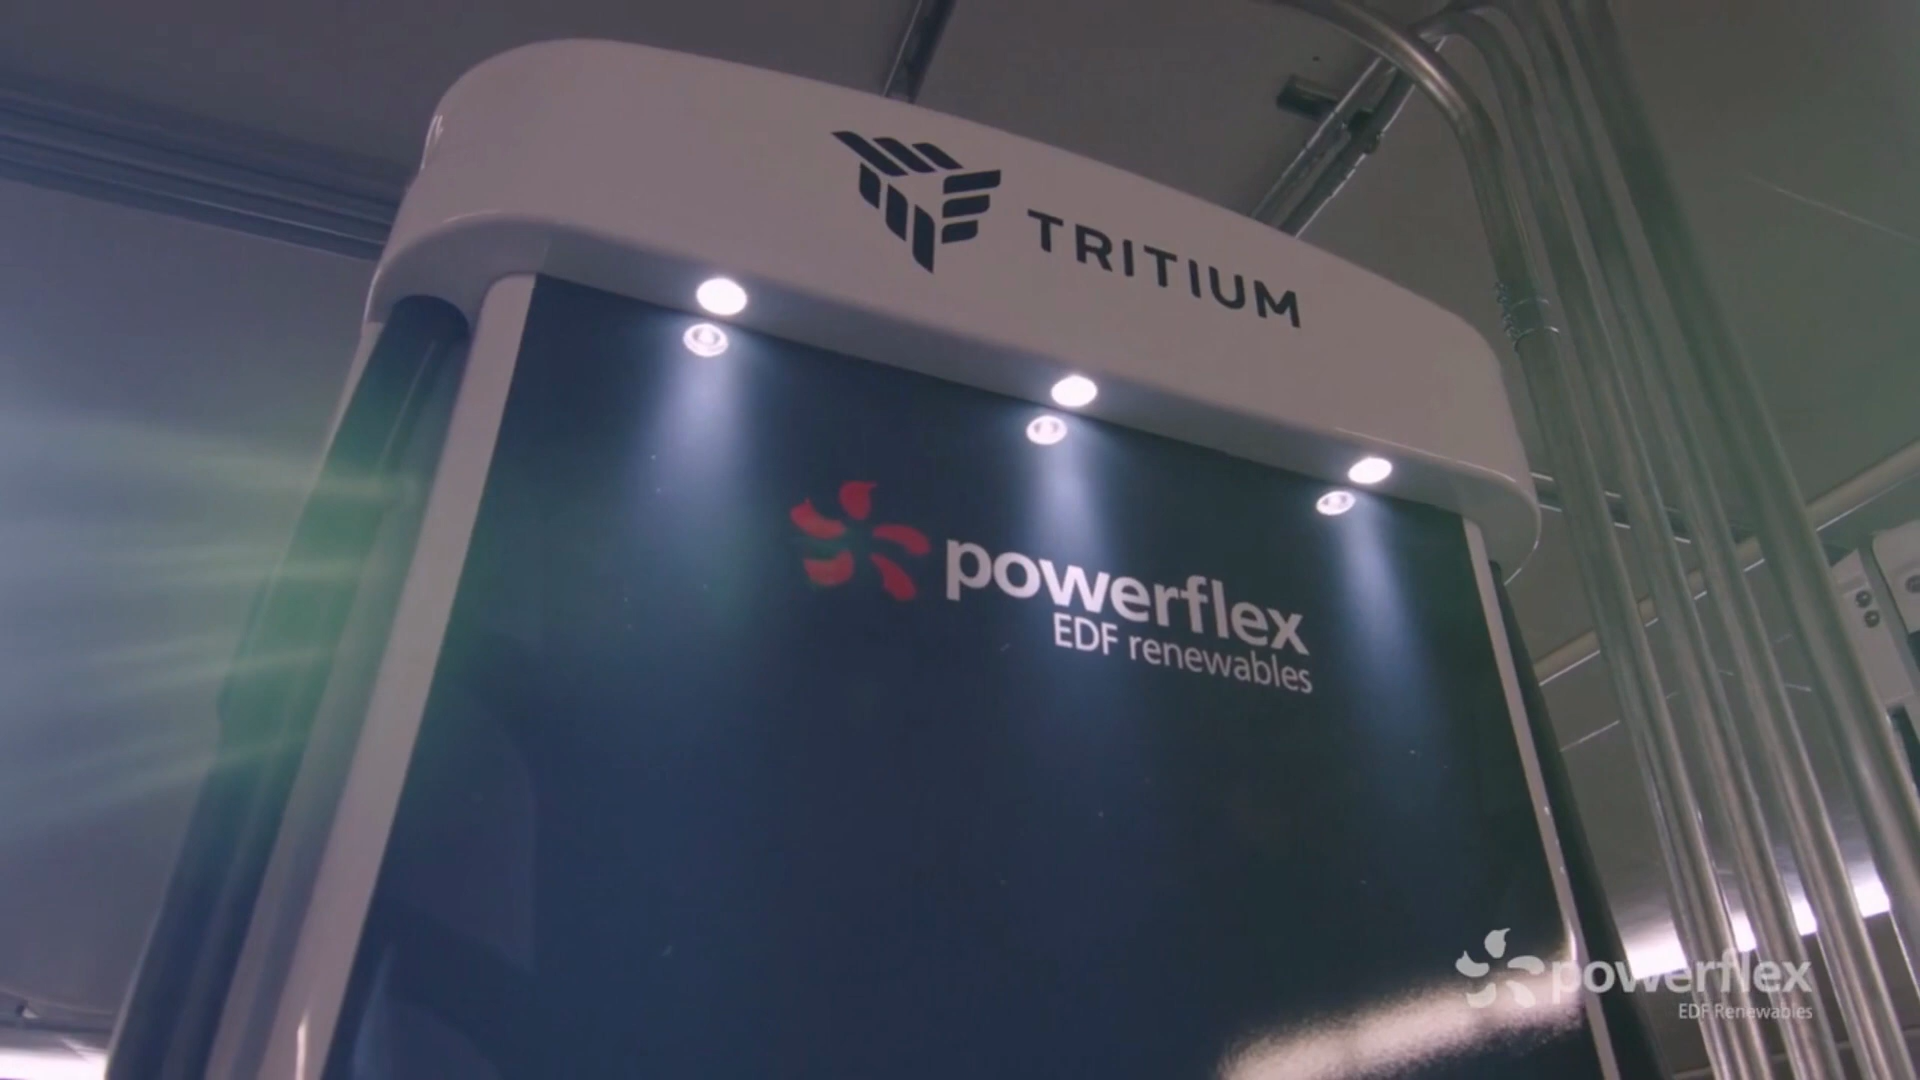 TRITIUM
powerflex
EDF renewables
powerflex
EDF Renewables